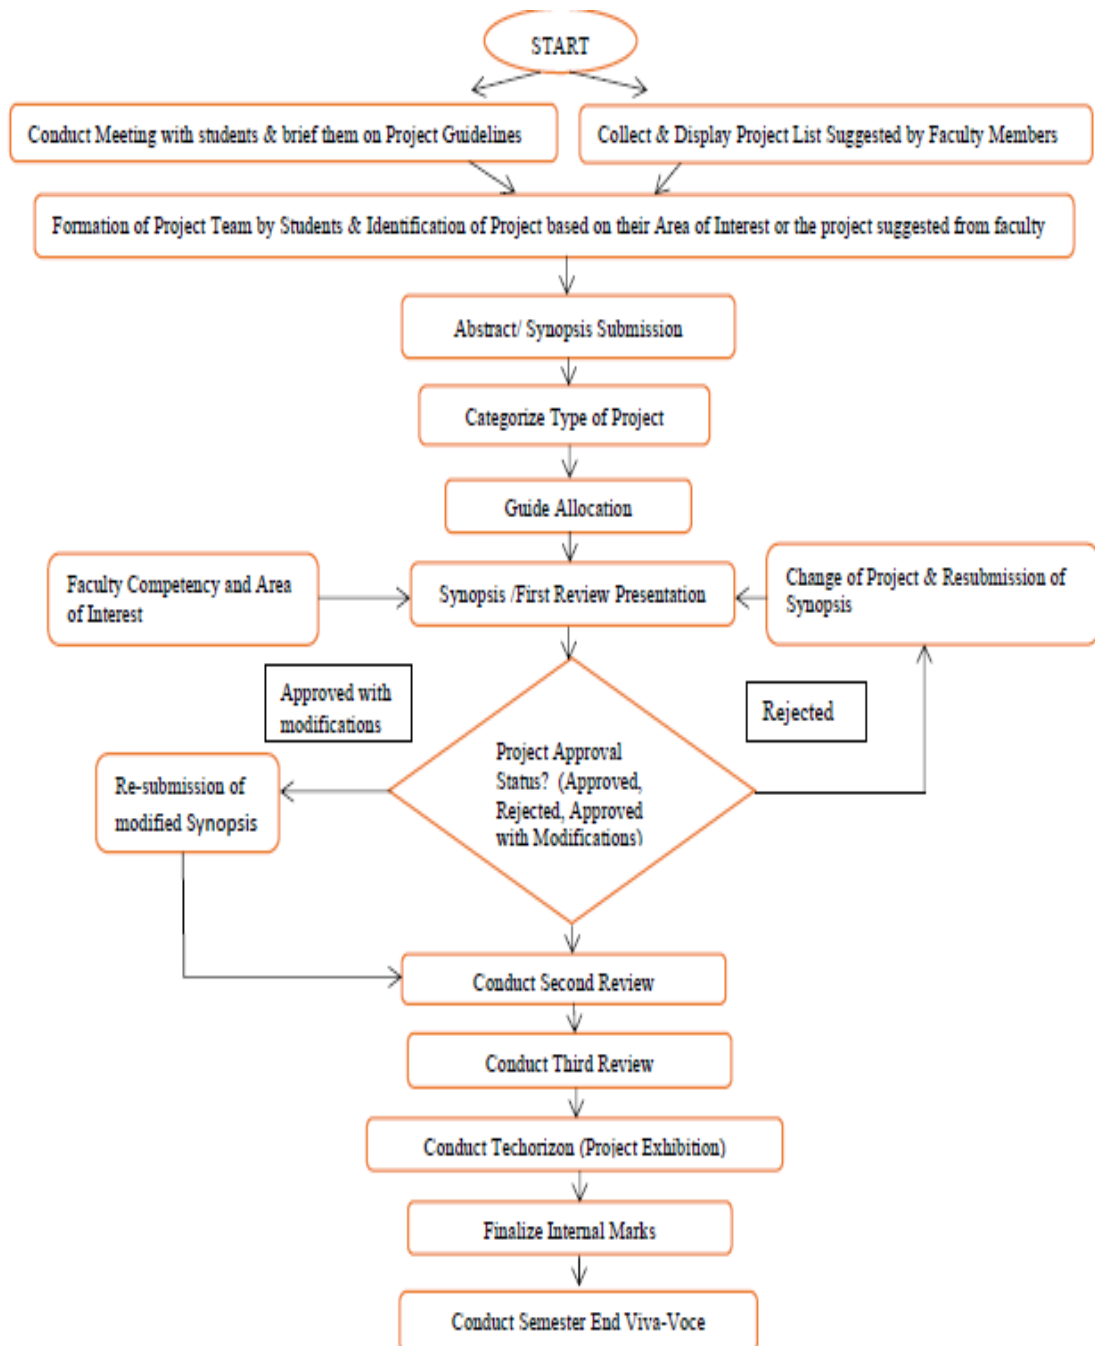 START
Conduct Meeting with students & brief them on Project Guidelines
Collect & Display Project List Suggested by Faculty Members
Formation of Project Team by Students & Identification of Project based on their Area of Interest or the project suggested from faculty
Abstract/ Synopsis Submission
Categorize Type of Project
Guide Allocation
Faculty Competency and Area
of Interest
Synopsis /First Review Presentation
Change of Project & Resubmission of
Synopsis
Approved with
modifications
Rejected
Project Approval
Status? (Approved,
Rejected, Approved
with Modifications)
Re-submission of
modified Synopsis
Conduct Second Review
Conduct Third Review
Conduct Techorizon (Project Exhibition)
Finalize Internal Marks
Conduct Semester End Viva-Voce